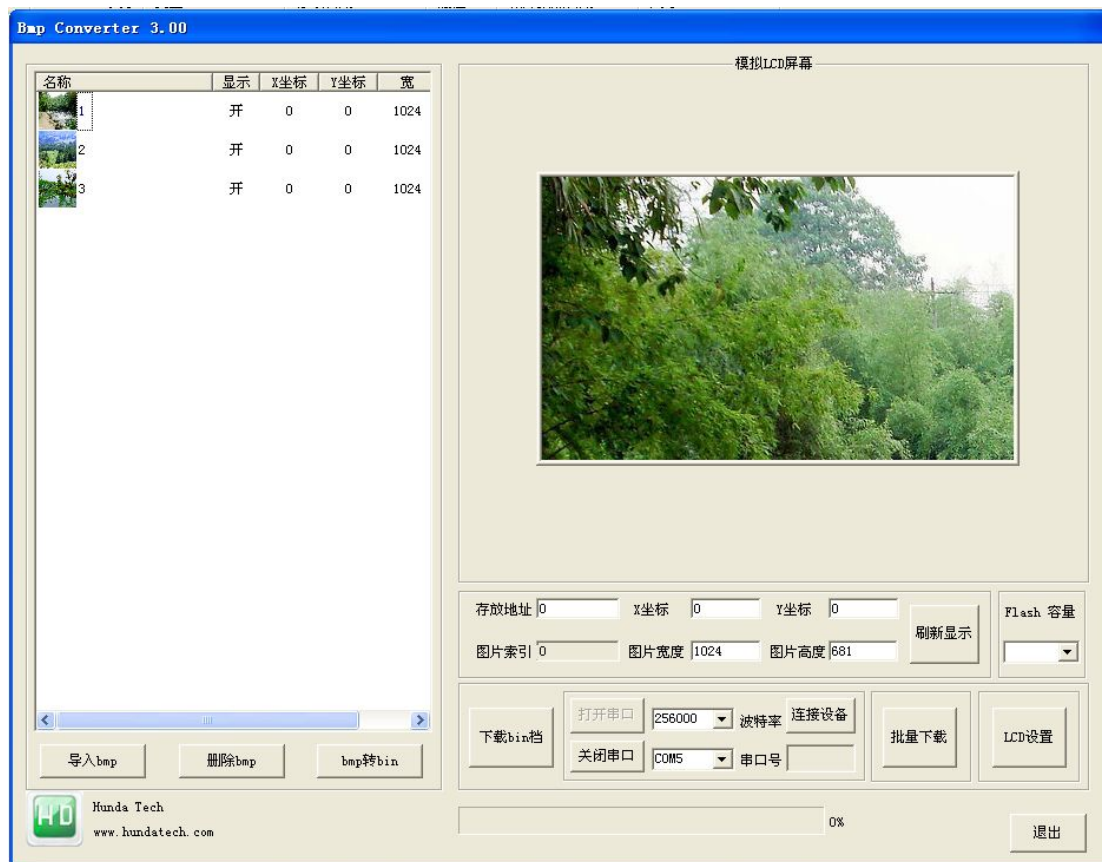 Bmp Converter 3.00
模拟LCD屏幕
名称 显示 X坐标 Y坐标 宽
1 开 0 0 1024
2 开 0 0 1024
3 开 0 0 1024
存放地址 0 X坐标 0 Y坐标 0
刷新显示
Flash 容量
图片索引 0 图片宽度 1024 图片高度 681
下载bin档
打开串口 256000 波特率 连接设备
关闭串口 COM5 串口号
批量下载
LCD设置
导入bmp 删除bmp bmp转bin
HD
Hunda Tech
www.hundatech.com
0%
退出